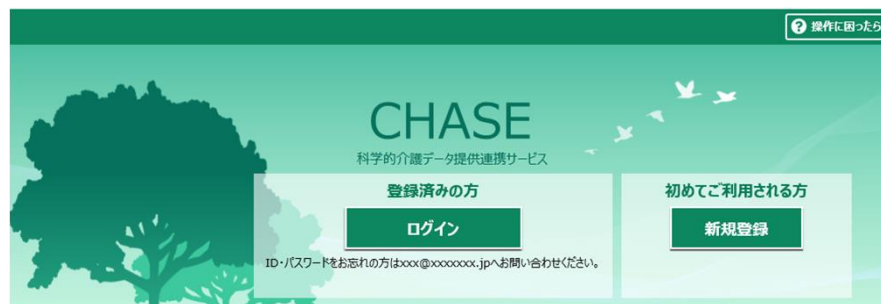 操作に困ったら
CHASE
科学的介護データ提供連携サービス
登録済みの方
ログイン
ID・パスワードをお忘れの方はxxx@xxxxxxx.jpへお問い合わせください。
初めてご利用される方
新規登録